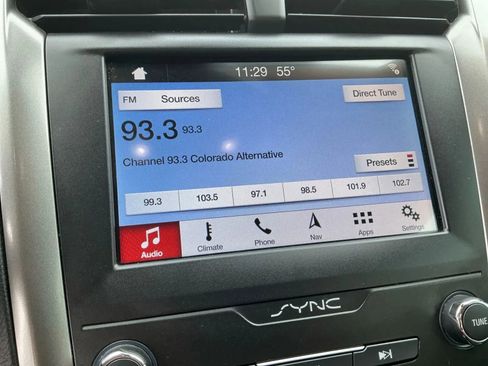 11:29 55°
FM Sources Direct Tune
93.3 93.3
Channel 93.3 Colorado Alternative
Presets
99.3 103.5 97.1 98.5 101.9 102.7
Audio Climate Phone Nav Apps Settings
SYNC
TUNE